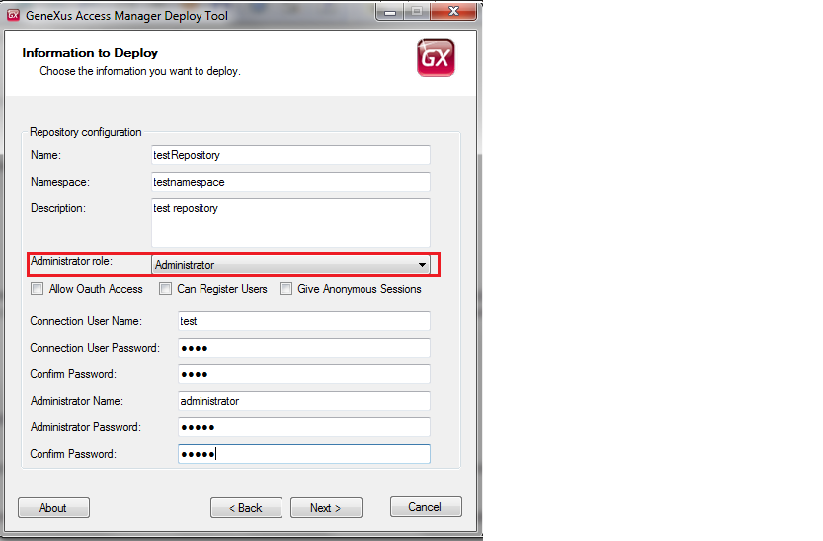 GX GeneXus Access Manager Deploy Tool
Information to Deploy
Choose the information you want to deploy.
GX
Repository configuration
Name: testRepository
Namespace: testnamespace
Description: test repository
Administrator role: Administrator
Allow Oauth Access Can Register Users Give Anonymous Sessions
Connection User Name: test
Connection User Password: ●●●●
Confirm Password: ●●●●
Administrator Name: admnistrator
Administrator Password: ●●●●●
Confirm Password: ●●●●●
About < Back Next > Cancel